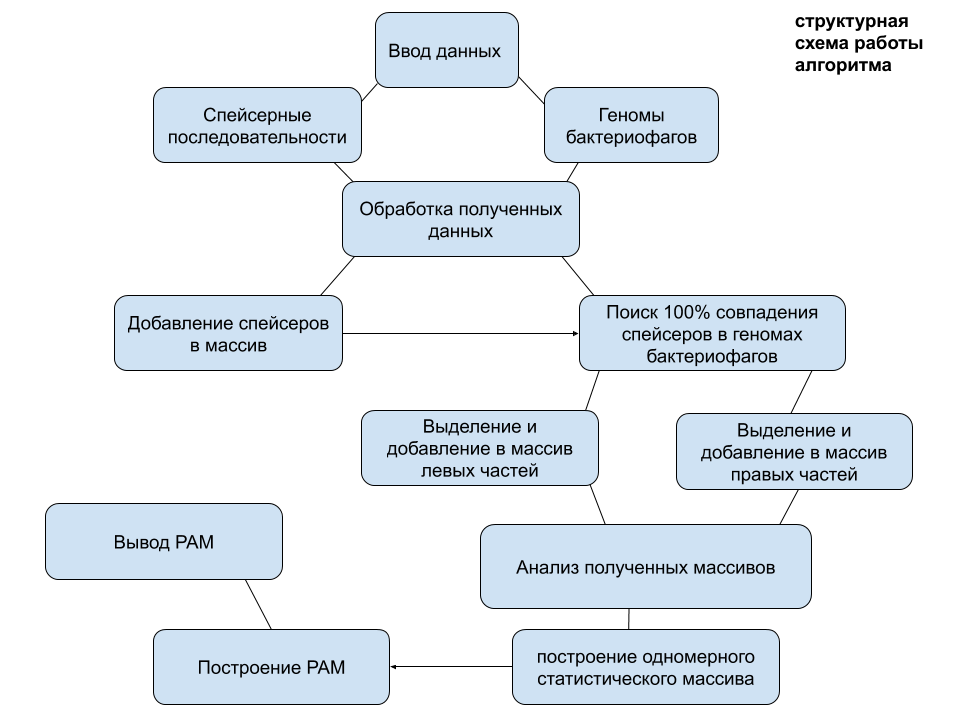 структурная
схема работы
алгоритма
Ввод данных
Спейсерные
последовательности
Геномы
бактериофагов
Обработка полученных
данных
Добавление спейсеров
в массив
Поиск 100% совпадения
спейсеров в геномах
бактериофагов
Выделение и
добавление в массив
левых частей
Выделение и
добавление в массив
правых частей
Вывод PAM
Анализ полученных массивов
Построение PAM
построение одномерного
статистического массива